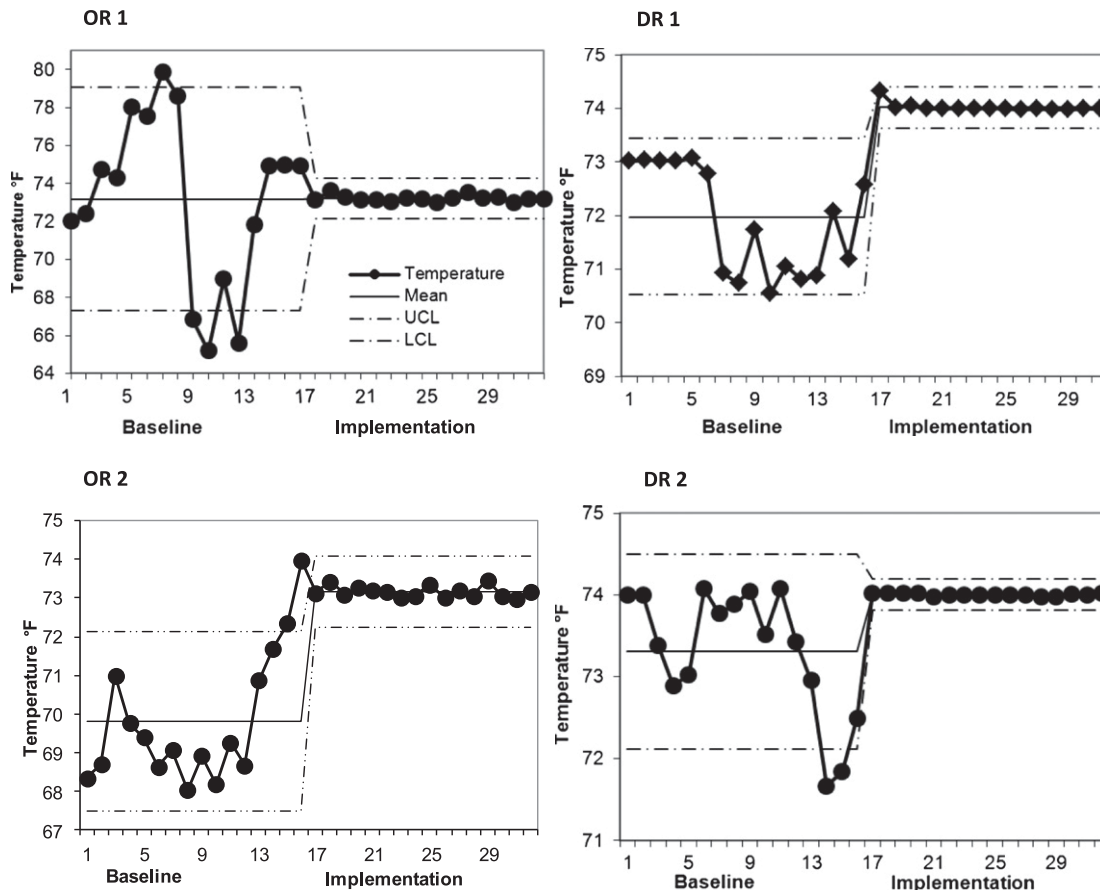 OR 1
Temperature °F
80
78
76
74
72
70
68
66
64
Temperature
Mean
UCL
LCL
1 5 9 13 17 21 25 29
Baseline Implementation
DR 1
Temperature °F
75
74
73
72
71
70
69
1 5 9 13 17 21 25 29
Baseline Implementation
OR 2
Temperature °F
75
74
73
72
71
70
69
68
67
1 5 9 13 17 21 25 29
Baseline Implementation
DR 2
Temperature °F
75
74
73
72
71
1 5 9 13 17 21 25 29
Baseline Implementation